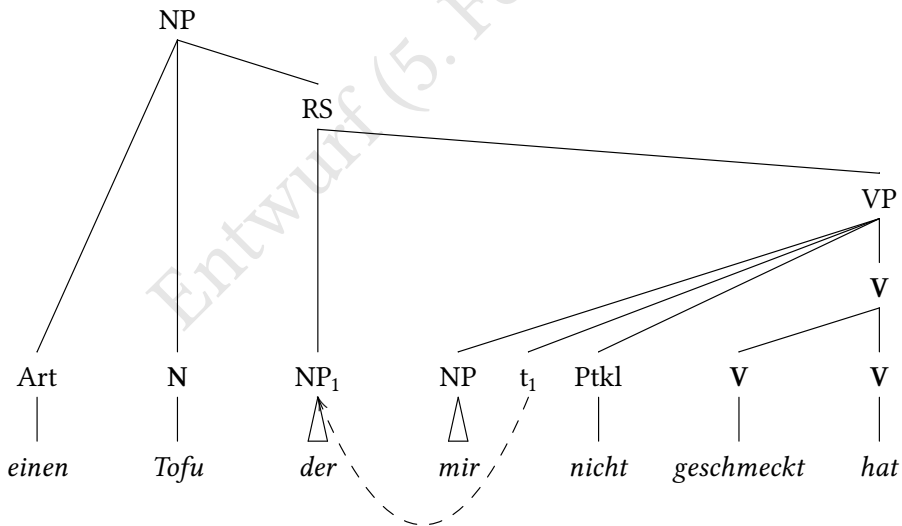 Entwurf (5. Fe
NP
RS
VP
V
Art N NP₁ NP t₁ Ptkl V V
einen Tofu der mir nicht geschmeckt hat